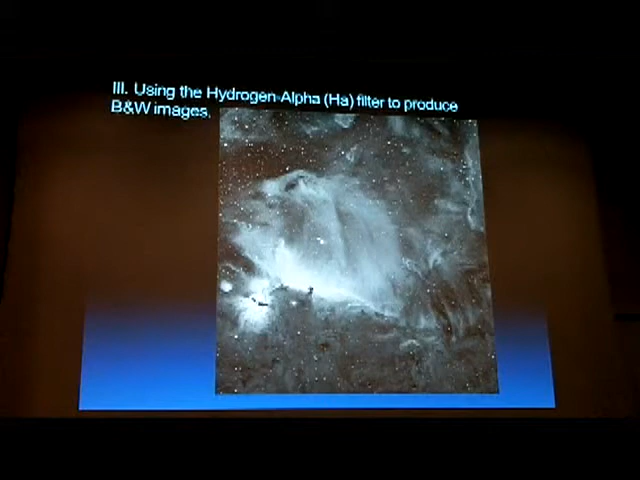 III. Using the Hydrogen-Alpha (Ha) filter to produce
B&W images.